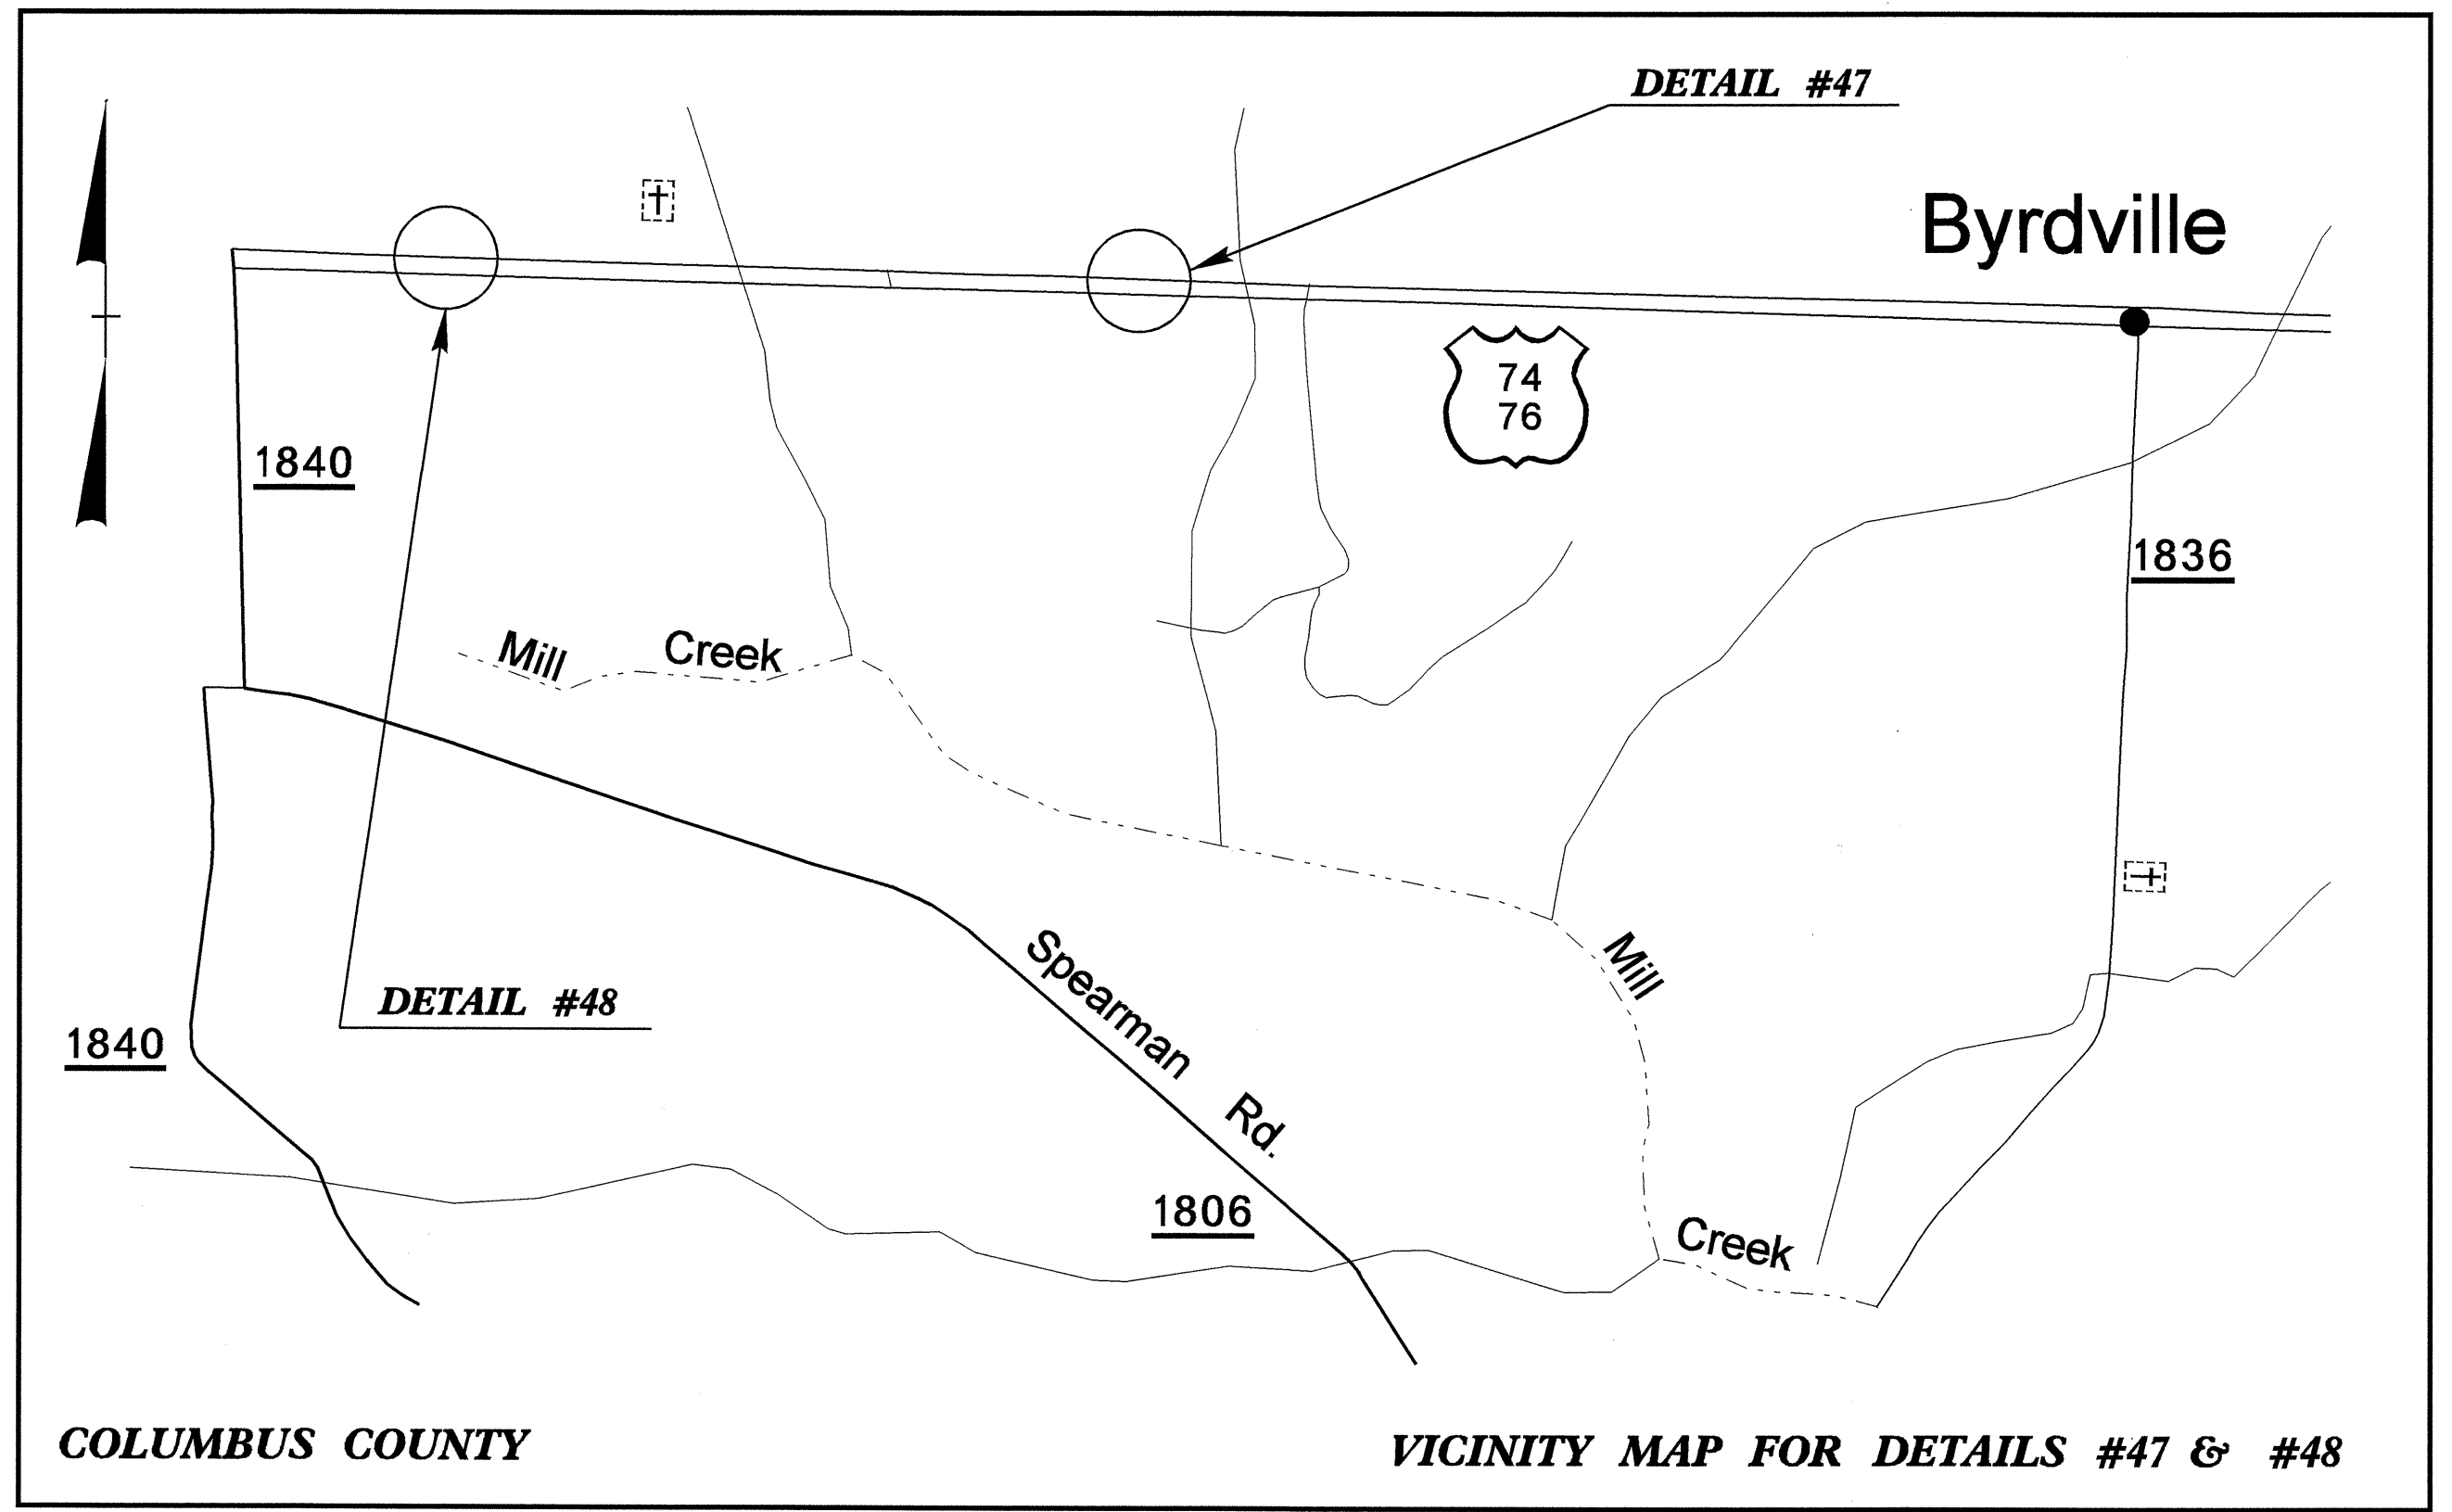 DETAIL #47
Byrdville
74
76
1840
1836
Mill Creek
Spearman Rd.
Mill Creek
DETAIL #48
1840
1806
COLUMBUS COUNTY
VICINITY MAP FOR DETAILS #47 & #48